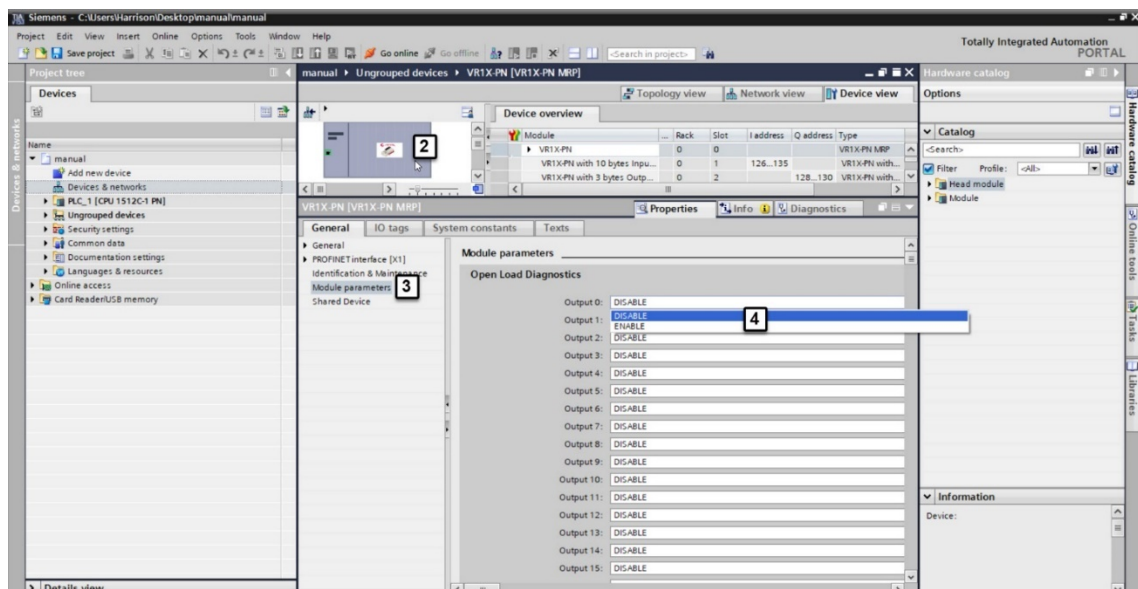 Siemens - C:\Users\Harrison\Desktop\manual\manual
Project Edit View Insert Online Options Tools Window Help
Save project Go online Go offline <Search in project>
Totally Integrated Automation
PORTAL
Project tree
Devices
Name
manual
Add new device
Devices & networks
PLC_1 [CPU 1512C-1 PN]
Ungrouped devices
Security settings
Common data
Documentation settings
Languages & resources
Online access
Card Reader/USB memory
Details view
Devices & networks
manual Ungrouped devices VR1X-PN [VR1X-PN MRP]
Topology view Network view Device view
2
Device overview
Module ... Rack Slot I address Q address Type
VR1X-PN 0 0 VR1X-PN MRP
VR1X-PN with 10 bytes Inpu... 0 1 126...135 VR1X-PN with...
VR1X-PN with 3 bytes Outp... 0 2 128...130 VR1X-PN with...
VR1X-PN [VR1X-PN MRP]
Properties Info Diagnostics
General IO tags System constants Texts
General
PROFINET interface [X1]
Identification & Maintenance
Module parameters 3
Shared Device
Module parameters
Open Load Diagnostics
Output 0: DISABLE
Output 1: DISABLE
ENABLE
4
Output 2: DISABLE
Output 3: DISABLE
Output 4: DISABLE
Output 5: DISABLE
Output 6: DISABLE
Output 7: DISABLE
Output 8: DISABLE
Output 9: DISABLE
Output 10: DISABLE
Output 11: DISABLE
Output 12: DISABLE
Output 13: DISABLE
Output 14: DISABLE
Output 15: DISABLE
Hardware catalog
Options
Catalog
<Search>
Filter Profile: <All>
Head module
Module
Information
Device:
Hardware catalog
Online tools
Tasks
Libraries